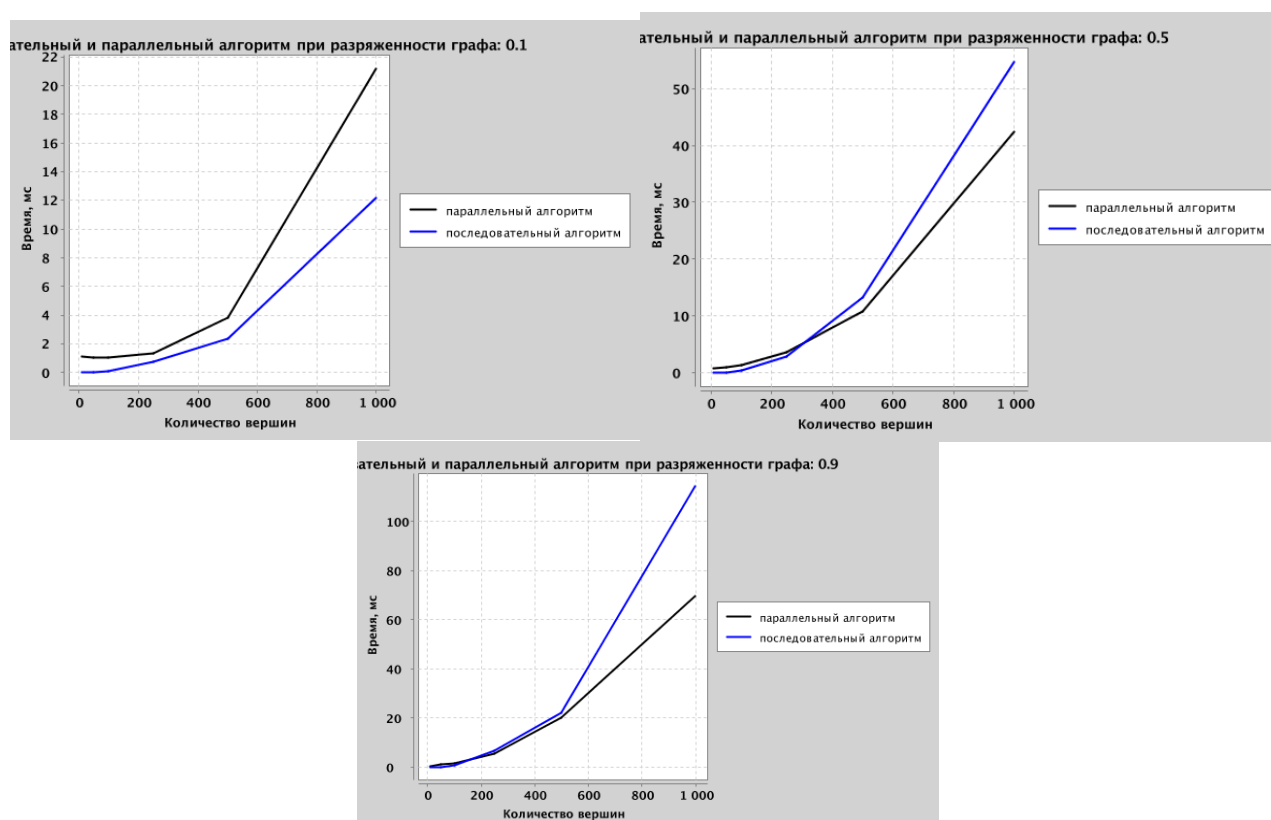 ательный и параллельный алгоритм при разряженности графа: 0.1
22
20
18
16
14
12
10
8
6
4
2
0
Время, мс
0 200 400 600 800 1 000
Количество вершин
параллельный алгоритм
последовательный алгоритм
ательный и параллельный алгоритм при разряженности графа: 0.5
50
40
30
20
10
0
Время, мс
0 200 400 600 800 1 000
Количество вершин
параллельный алгоритм
последовательный алгоритм
ательный и параллельный алгоритм при разряженности графа: 0.9
100
80
60
40
20
0
Время, мс
0 200 400 600 800 1 000
Количество вершин
параллельный алгоритм
последовательный алгоритм